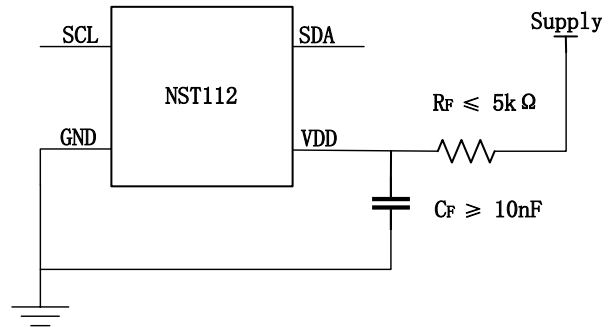 Supply
SCL
SDA
NST112
RF ≤ 5kΩ
GND
VDD
CF ≥ 10nF